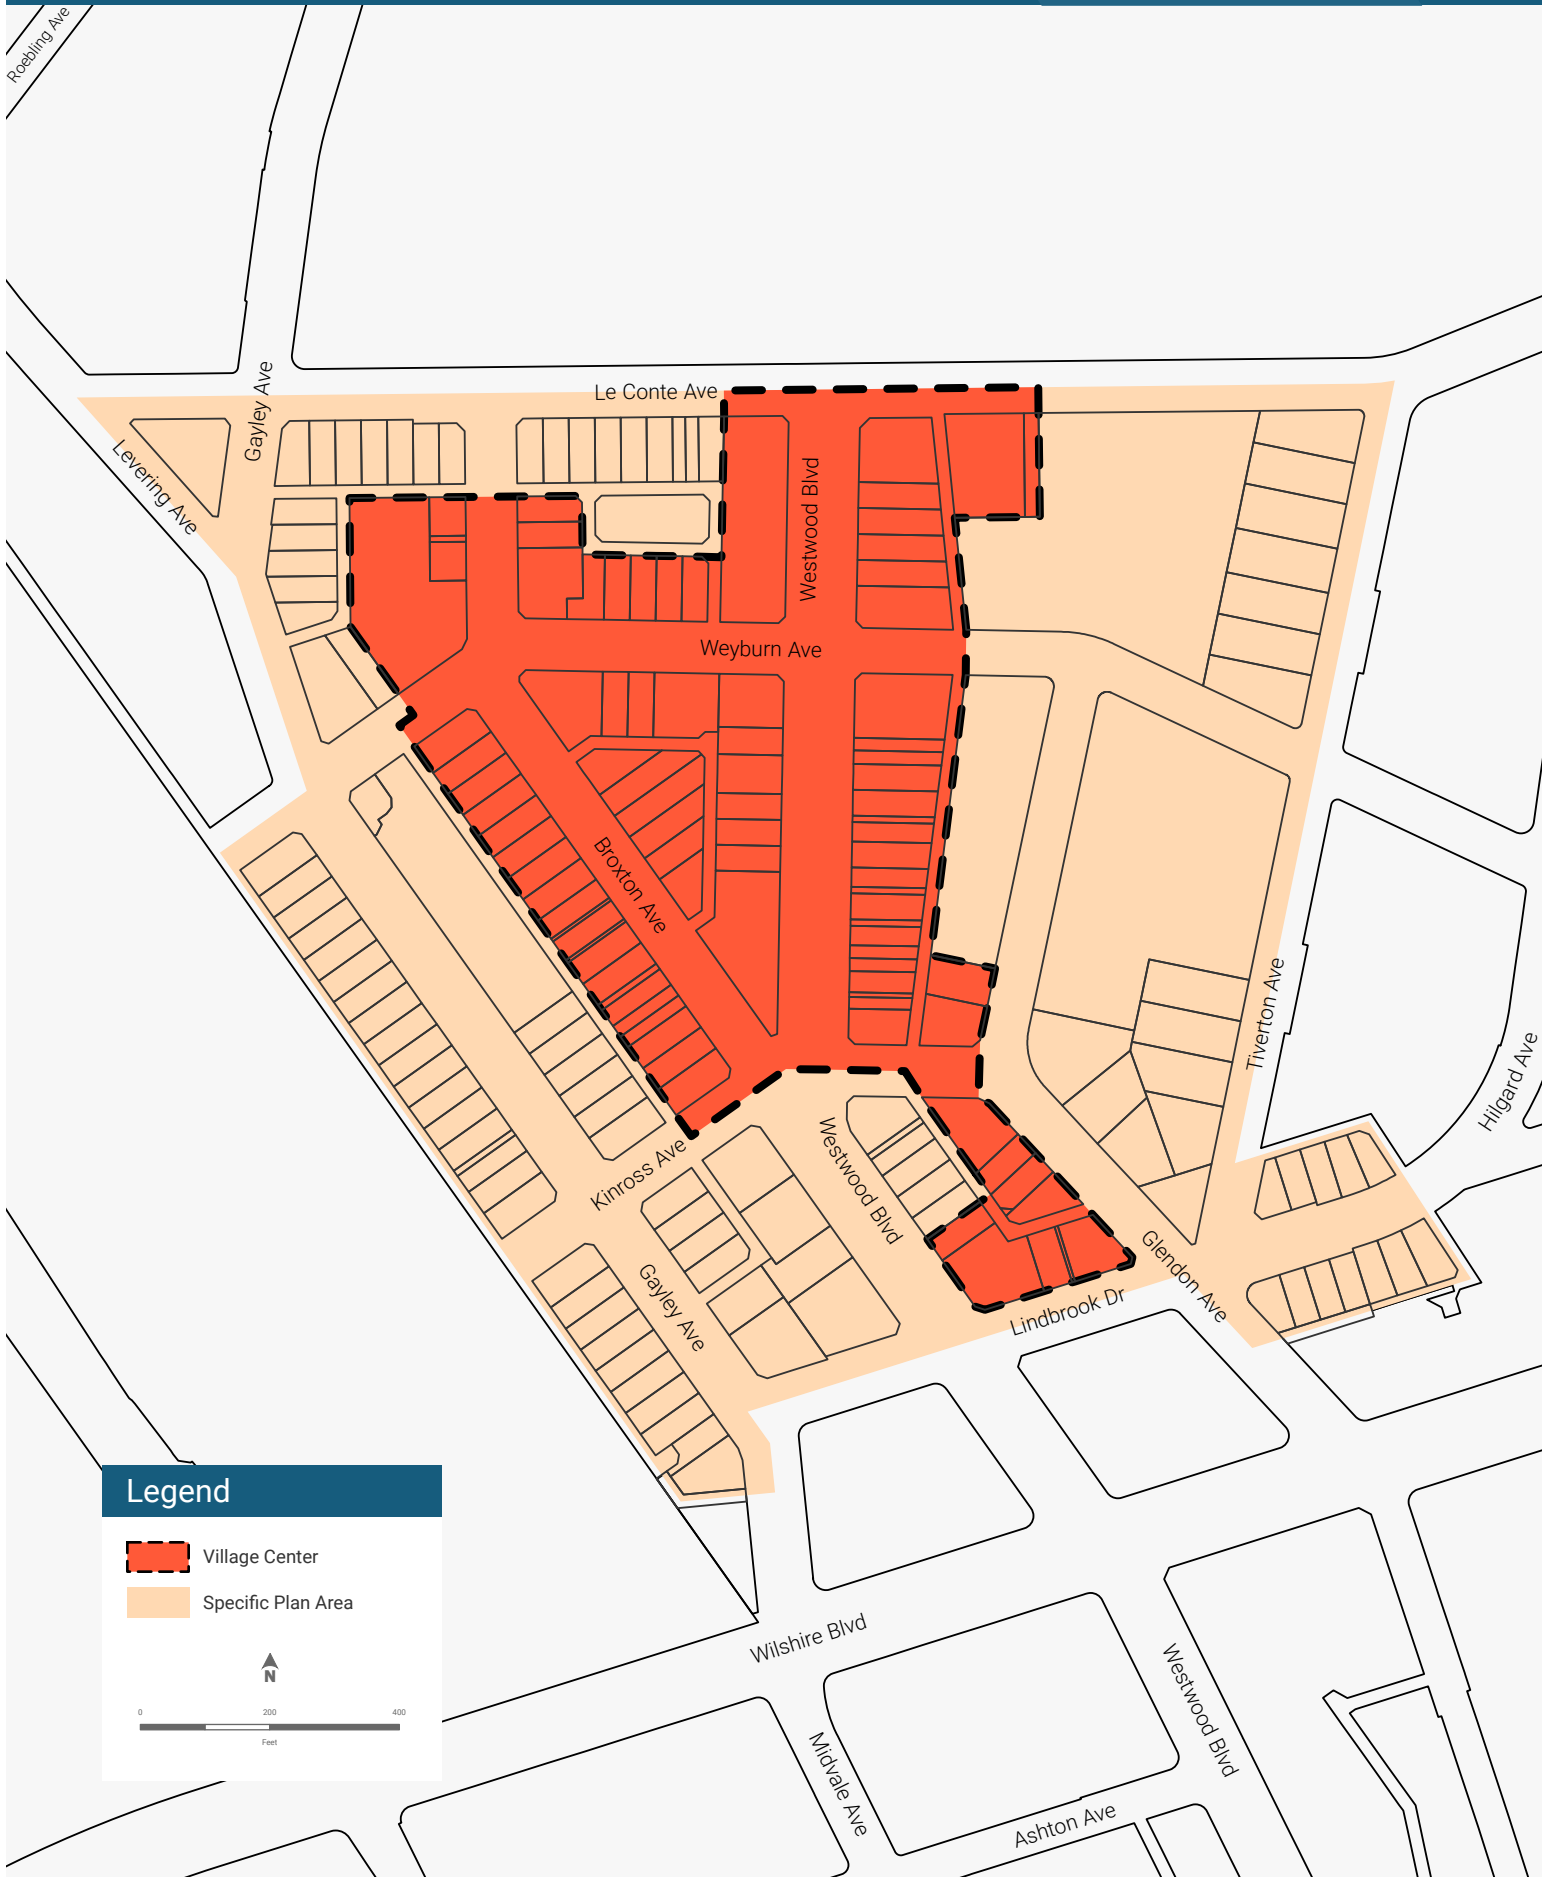 Roebling Ave
Gayley Ave
Le Conte Ave
Levering Ave
Westwood Blvd
Weyburn Ave
Broxton Ave
Tiverton Ave
Hilgard Ave
Kinross Ave
Westwood Blvd
Gayley Ave
Glendon Ave
Lindbrook Dr
Legend
Village Center
Specific Plan Area
N
0 200 400
Feet
Wilshire Blvd
Westwood Blvd
Midvale Ave
Ashton Ave